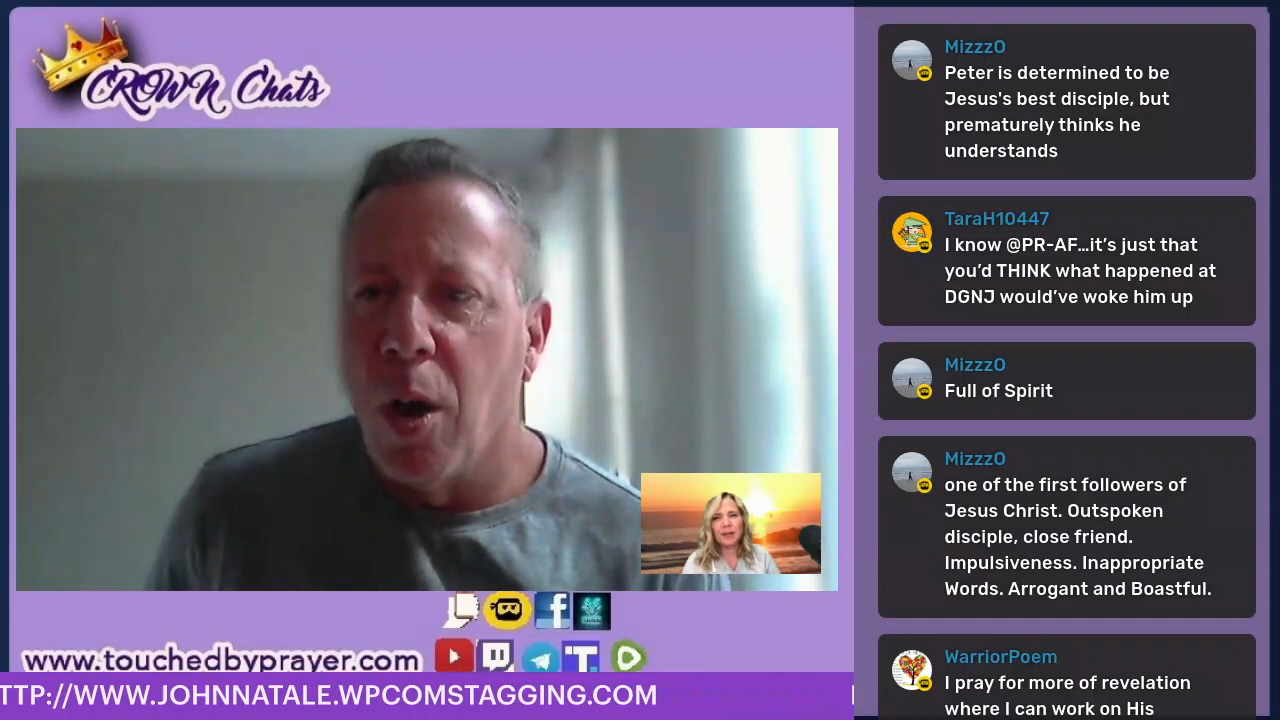 CROWN Chats
MizzzO
Peter is determined to be
Jesus's best disciple, but
prematurely thinks he
understands
TaraH10447
I know @PR-AF…it’s just that
you’d THINK what happened at
DGNJ would’ve woke him up
MizzzO
Full of Spirit
MizzzO
one of the first followers of
Jesus Christ. Outspoken
disciple, close friend.
Impulsiveness. Inappropriate
Words. Arrogant and Boastful.
WarriorPoem
I pray for more of revelation
where I can work on His
www.touchedbyprayer.com
TTP://WWW.JOHNNATALE.WPCOMSTAGGING.COM